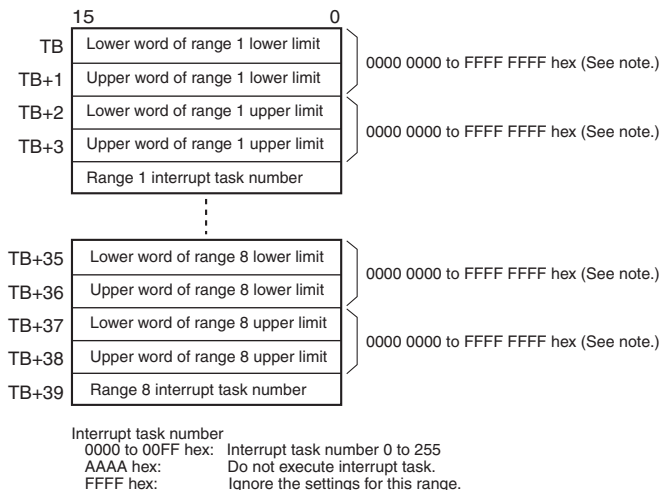 15 0
TB Lower word of range 1 lower limit
TB+1 Upper word of range 1 lower limit
0000 0000 to FFFF FFFF hex (See note.)
TB+2 Lower word of range 1 upper limit
TB+3 Upper word of range 1 upper limit
0000 0000 to FFFF FFFF hex (See note.)
Range 1 interrupt task number
TB+35 Lower word of range 8 lower limit
TB+36 Upper word of range 8 lower limit
0000 0000 to FFFF FFFF hex (See note.)
TB+37 Lower word of range 8 upper limit
TB+38 Upper word of range 8 upper limit
0000 0000 to FFFF FFFF hex (See note.)
TB+39 Range 8 interrupt task number
Interrupt task number
0000 to 00FF hex: Interrupt task number 0 to 255
AAAA hex: Do not execute interrupt task.
FFFF hex: Ignore the settings for this range.